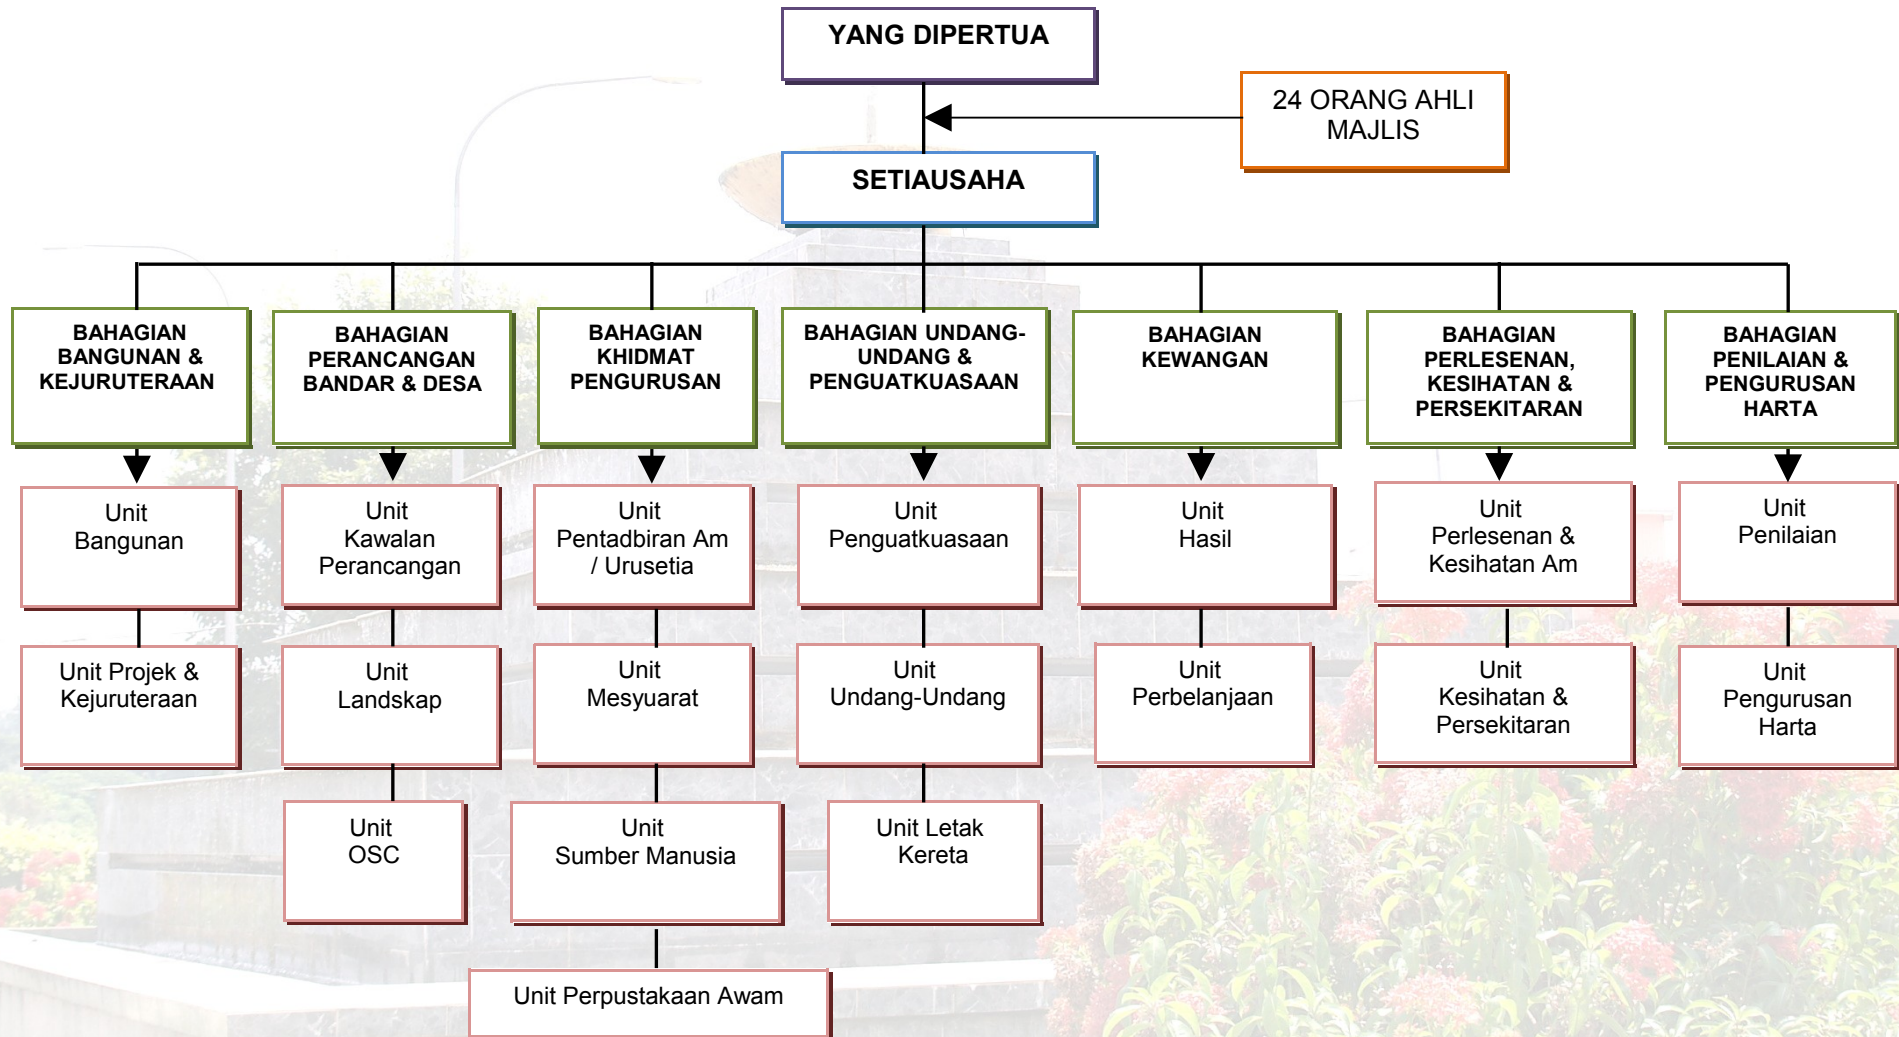 YANG DIPERTUA
24 ORANG AHLI
MAJLIS
SETIAUSAHA
BAHAGIAN
BANGUNAN &
KEJURUTERAAN
BAHAGIAN
PERANCANGAN
BANDAR & DESA
BAHAGIAN
KHIDMAT
PENGURUSAN
BAHAGIAN UNDANG-
UNDANG &
PENGUATKUASAAN
BAHAGIAN
KEWANGAN
BAHAGIAN
PERLESENAN,
KESIHATAN &
PERSEKITARAN
BAHAGIAN
PENILAIAN &
PENGURUSAN
HARTA
Unit
Bangunan
Unit
Kawalan
Perancangan
Unit
Pentadbiran Am
/ Urusetia
Unit
Penguatkuasaan
Unit
Hasil
Unit
Perlesenan &
Kesihatan Am
Unit
Penilaian
Unit Projek &
Kejuruteraan
Unit
Landskap
Unit
Mesyuarat
Unit
Undang-Undang
Unit
Perbelanjaan
Unit
Kesihatan &
Persekitaran
Unit
Pengurusan
Harta
Unit
OSC
Unit
Sumber Manusia
Unit Letak
Kereta
Unit Perpustakaan Awam